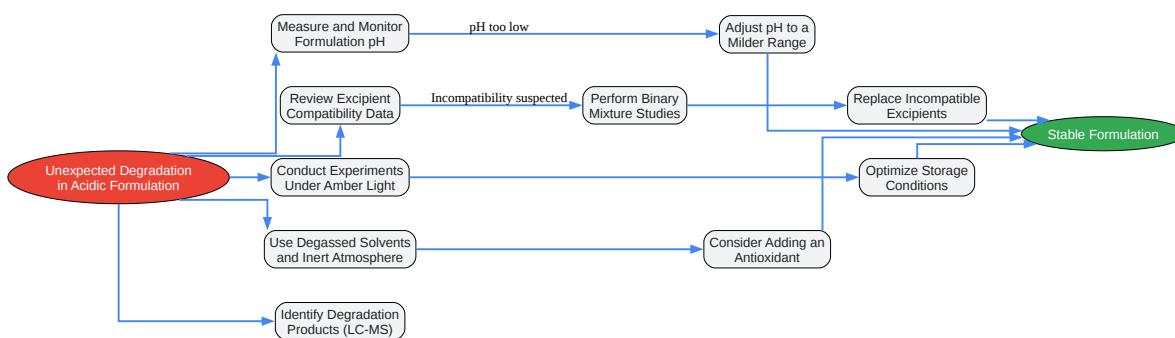 Measure and Monitor
Formulation pH
pH too low
Adjust pH to a
Milder Range
Review Excipient
Compatibility Data
Incompatibility suspected
Perform Binary
Mixture Studies
Replace Incompatible
Excipients
Stable Formulation
Unexpected Degradation
in Acidic Formulation
Conduct Experiments
Under Amber Light
Optimize Storage
Conditions
Use Degassed Solvents
and Inert Atmosphere
Consider Adding an
Antioxidant
Identify Degradation
Products (LC-MS)